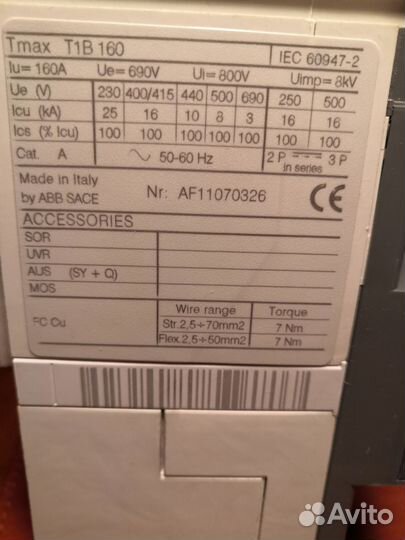 Tmax T1B 160 IEC 60947-2
Iu=160A Ue=690V Ui=800V Uimp=8kV
Ue (V) 230 400/415 440 500 690 250 500
Icu (kA) 25 16 10 8 3 16 16
Ics (% Icu) 100 100 100 100 100 100 100
Cat. A ~ 50-60 Hz 2 P 3 P
in series
Made in Italy
by ABB SACE Nr: AF11070326 CE
ACCESSORIES
SOR
UVR
AUS (SY + Q)
MOS
Wire range Torque
FC Cu Str.2,5÷70mm2 7 Nm
Flex.2,5÷50mm2 7 Nm
Avito